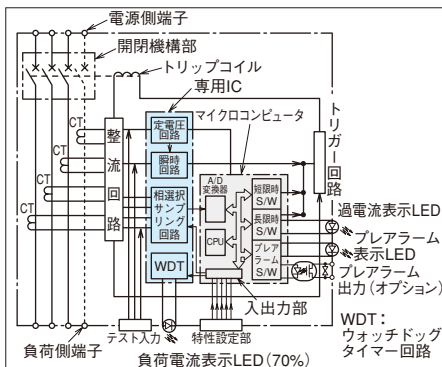 電源側端子
開閉機構部
トリップコイル
専用IC
マイクロコンピュータ
CT
CT
CT
整流回路
定電圧
回路
瞬時
回路
相選択
サンプ
リング
回路
WDT
A/D
変換器
CPU
短限時
S/W
長限時
S/W
プレア
ラーム
S/W
トリガー回路
過電流表示LED
プレアラーム
表示LED
プレアラーム
出力(オプション)
入出力部
テスト入力
特性設定部
負荷側端子
負荷電流表示LED(70%)
WDT:
ウォッチドッグ
タイマー回路